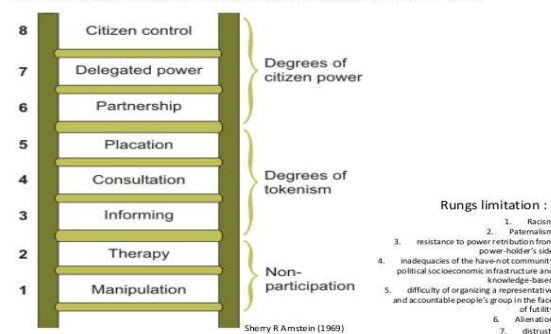 8 Citizen control
7 Delegated power
6 Partnership
Degrees of
citizen power
5 Placation
4 Consultation
3 Informing
Degrees of
tokenism
2 Therapy
1 Manipulation
Non-
participation
Sherry R Arnstein (1969)
Rungs limitation :
1. Racism
2. Paternalism
3. resistance to power retribution from
power-holder's side
4. inadequacies of the have-not community
political socioeconomic infrastructure and
knowledge-based
5. difficulty of organizing a representative
and accountable people's group in the face
of futility
6. Alienation
7. distrust